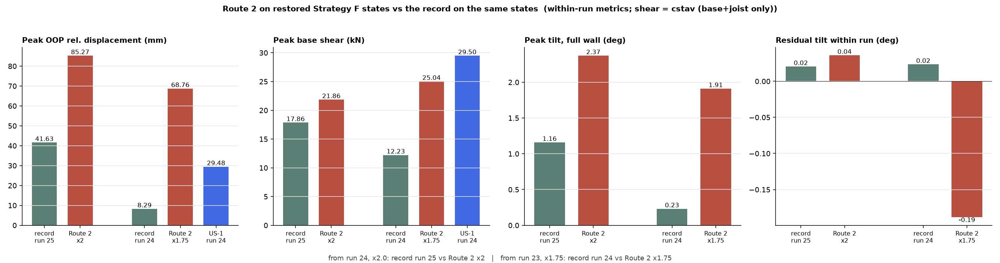 Route 2 on restored Strategy F states vs the record on the same states (within-run metrics; shear = cstav (base+joist only))
Peak OOP rel. displacement (mm)
80
70
60
50
40
30
20
10
0
41.63
85.27
8.29
68.76
29.48
record
run 25
Route 2
x2
record
run 24
Route 2
x1.75
US-1
run 24
Peak base shear (kN)
30
25
20
15
10
5
0
17.86
21.86
12.23
25.04
29.50
record
run 25
Route 2
x2
record
run 24
Route 2
x1.75
US-1
run 24
Peak tilt, full wall (deg)
2.0
1.5
1.0
0.5
0.0
1.16
2.37
0.23
1.91
record
run 25
Route 2
x2
record
run 24
Route 2
x1.75
Residual tilt within run (deg)
0.00
−0.05
−0.10
−0.15
0.02
0.04
0.02
-0.19
record
run 25
Route 2
x2
record
run 24
Route 2
x1.75
from run 24, x2.0: record run 25 vs Route 2 x2 | from run 23, x1.75: record run 24 vs Route 2 x1.75